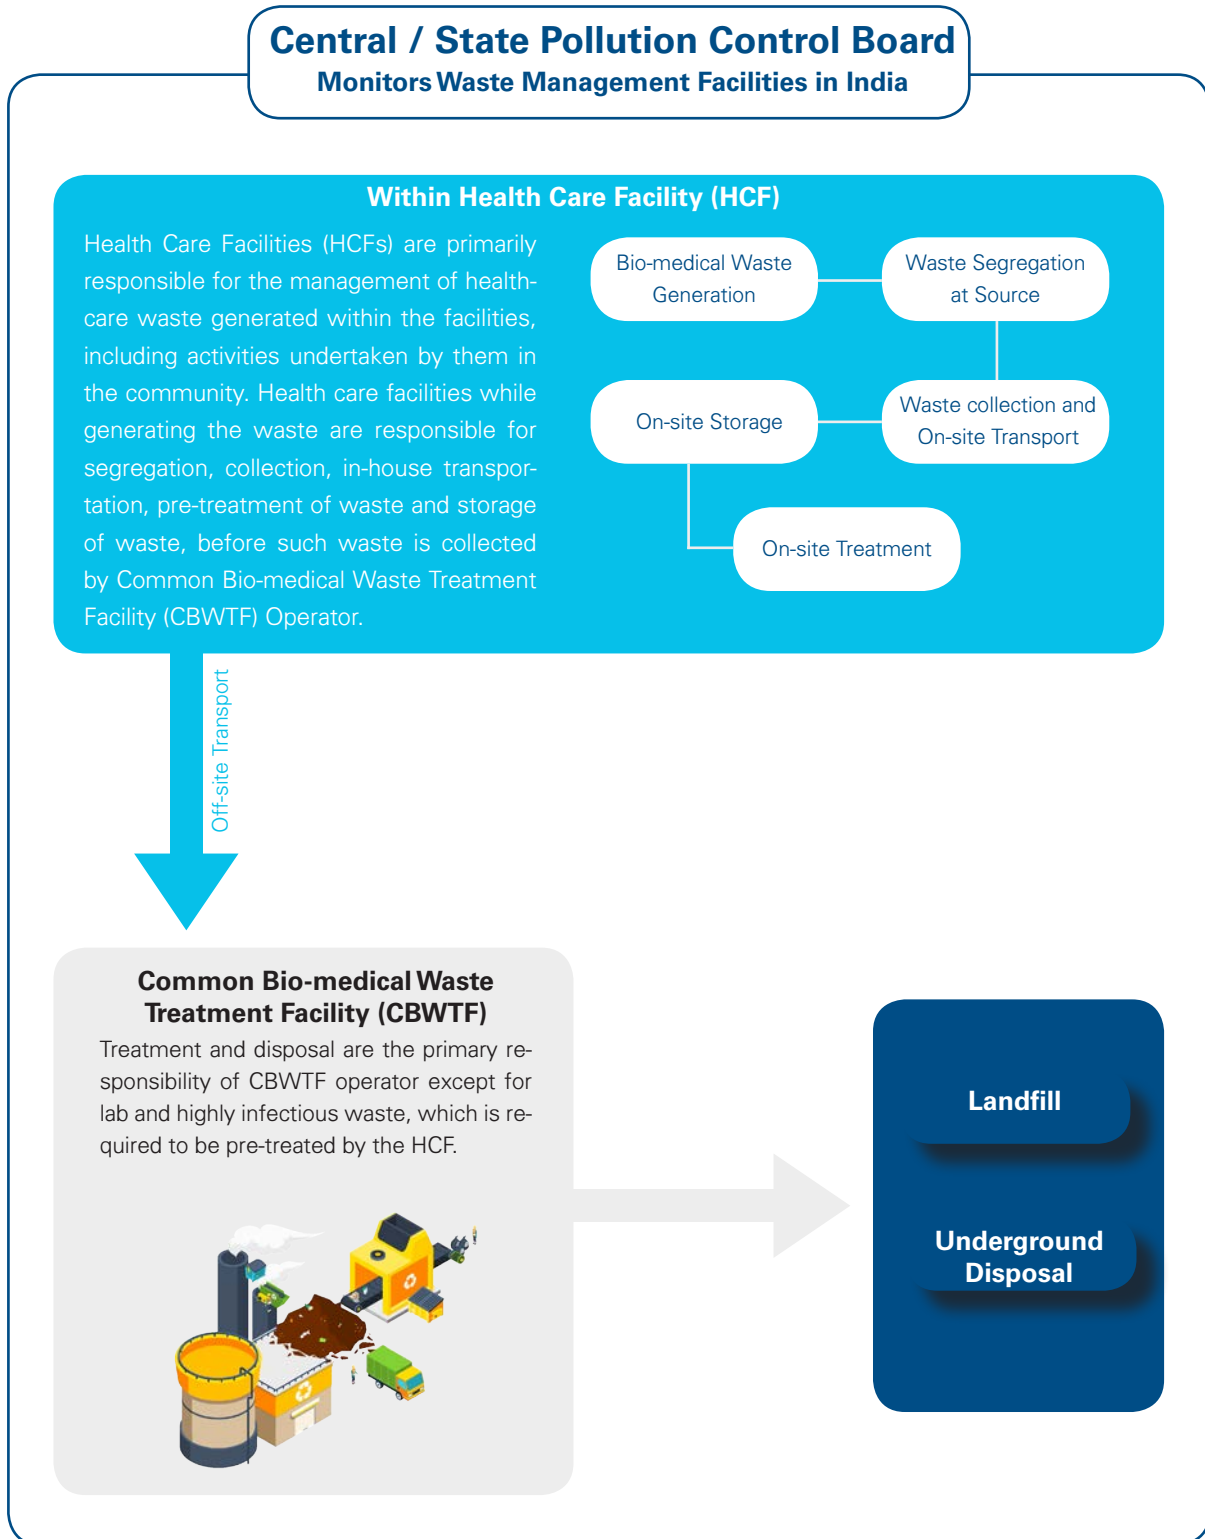 Central / State Pollution Control Board
Monitors Waste Management Facilities in India
Within Health Care Facility (HCF)
Health Care Facilities (HCFs) are primarily
responsible for the management of health-
care waste generated within the facilities,
including activities undertaken by them in
the community. Health care facilities while
generating the waste are responsible for
segregation, collection, in-house transpor-
tation, pre-treatment of waste and storage
of waste, before such waste is collected
by Common Bio-medical Waste Treatment
Facility (CBWTF) Operator.
Bio-medical Waste
Generation
Waste Segregation
at Source
Waste collection and
On-site Transport
On-site Storage
On-site Treatment
Off-site Transport
Common Bio-medical Waste
Treatment Facility (CBWTF)
Treatment and disposal are the primary re-
sponsibility of CBWTF operator except for
lab and highly infectious waste, which is re-
quired to be pre-treated by the HCF.
Landfill
Underground
Disposal